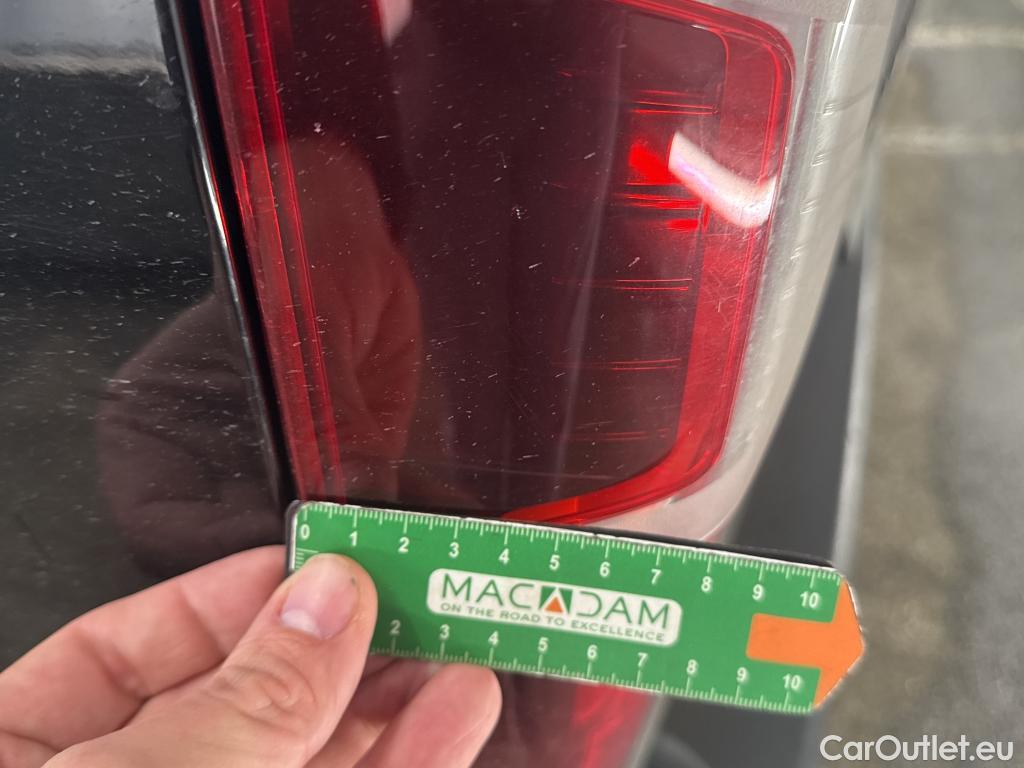 0 1 2 3 4 5 6 7 8 9 10
MACADAM
ON THE ROAD TO EXCELLENCE
2 3 4 5 6 7 8 9 10
CarOutlet.eu